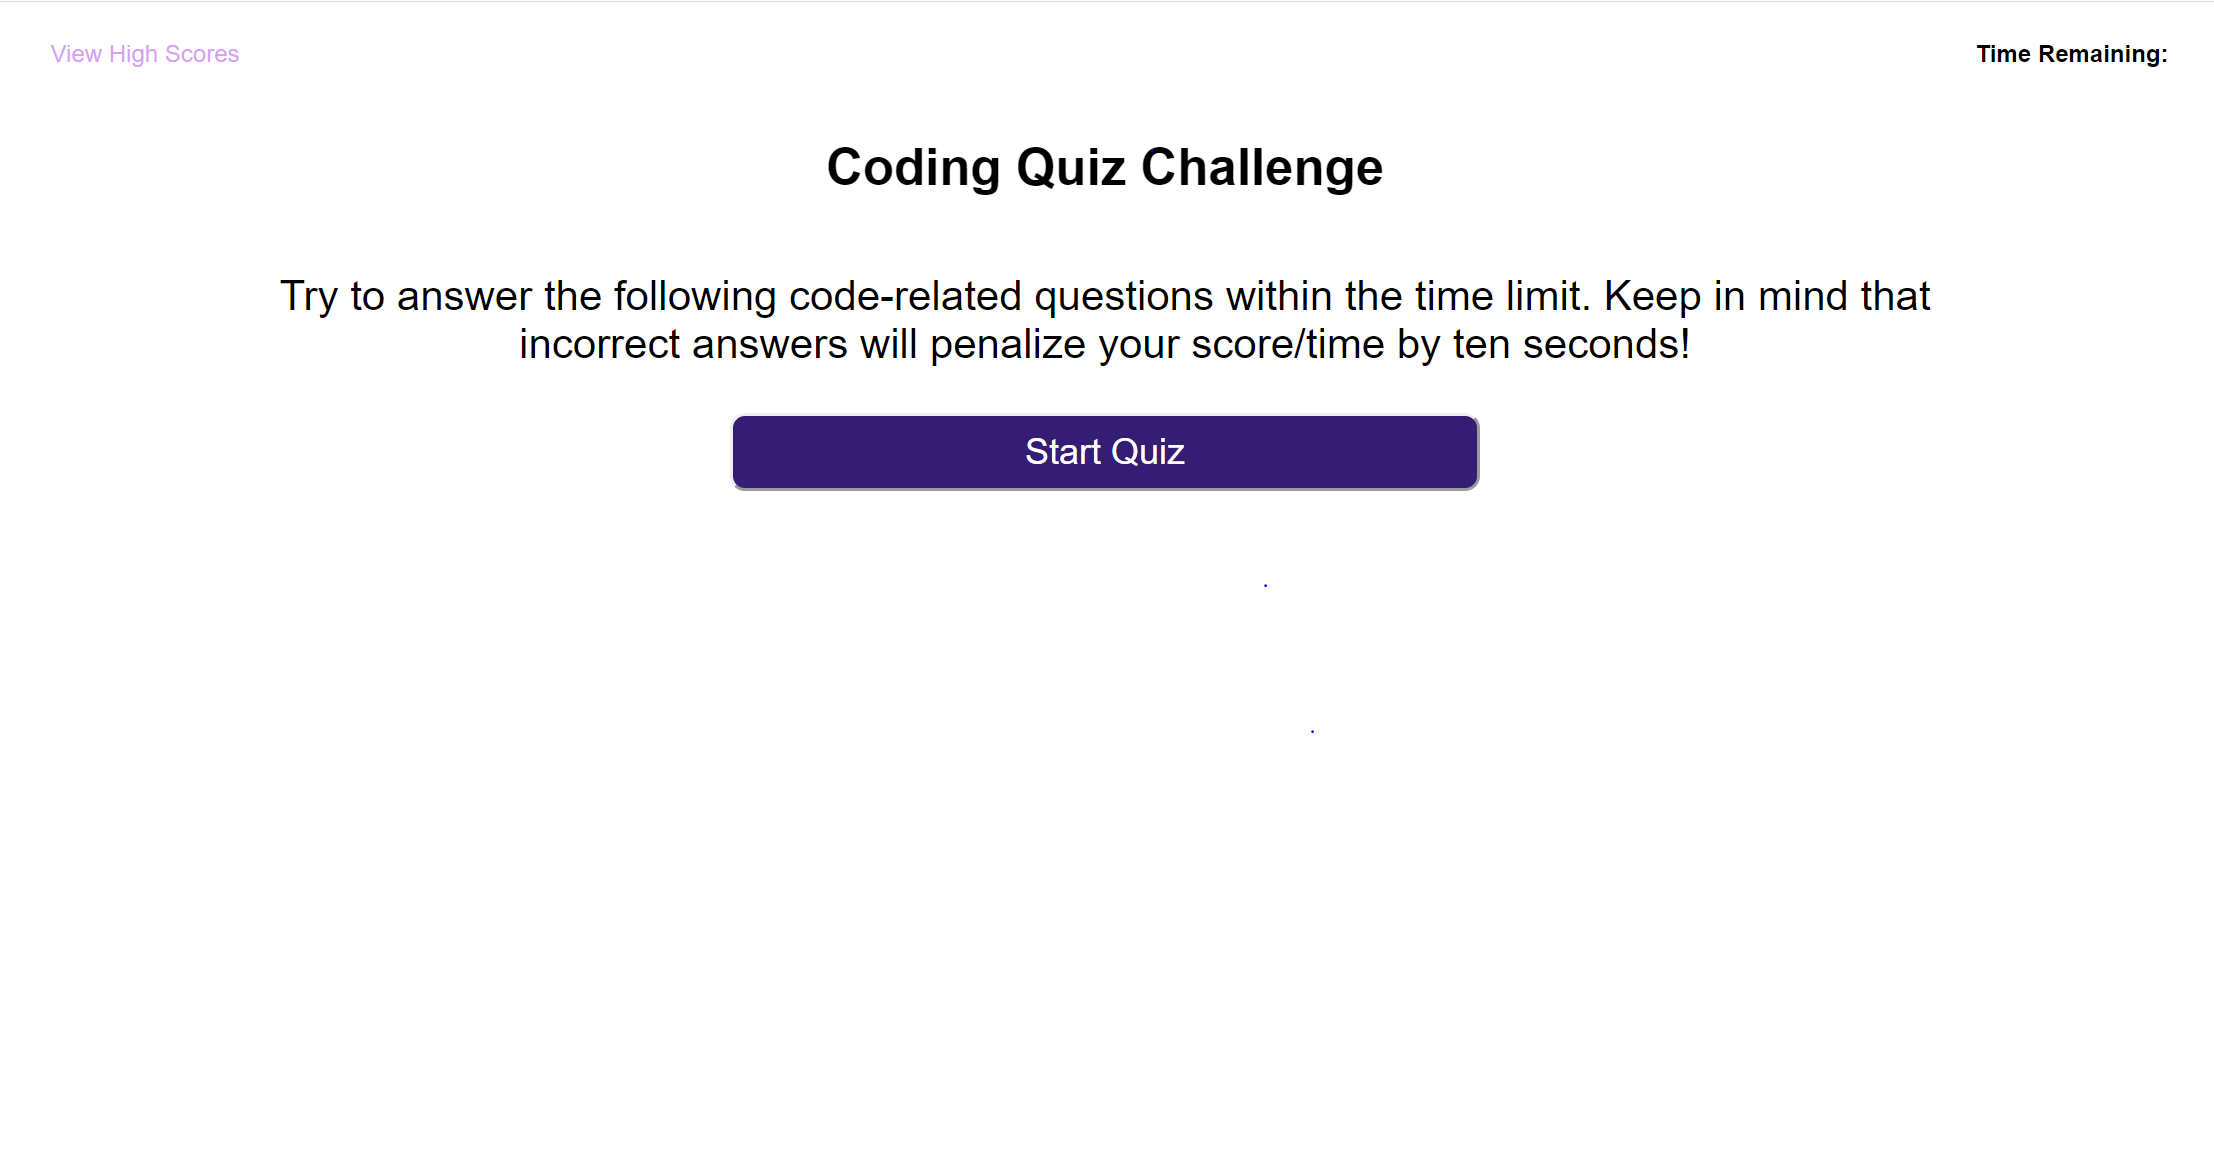 View High Scores
Time Remaining:
Coding Quiz Challenge
Try to answer the following code-related questions within the time limit. Keep in mind that
incorrect answers will penalize your score/time by ten seconds!
Start Quiz